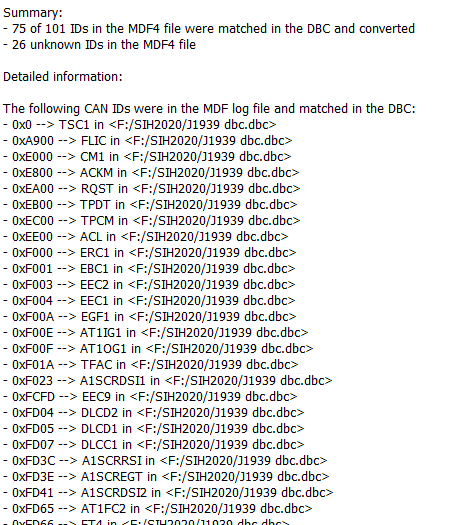 Summary:
- 75 of 101 IDs in the MDF4 file were matched in the DBC and converted
- 26 unknown IDs in the MDF4 file
Detailed information:
The following CAN IDs were in the MDF log file and matched in the DBC:
- 0x0 --> TSC1 in <F:/SIH2020/J1939 dbc.dbc>
- 0xA900 --> FLIC in <F:/SIH2020/J1939 dbc.dbc>
- 0xE000 --> CM1 in <F:/SIH2020/J1939 dbc.dbc>
- 0xE800 --> ACKM in <F:/SIH2020/J1939 dbc.dbc>
- 0xEA00 --> RQST in <F:/SIH2020/J1939 dbc.dbc>
- 0xEB00 --> TPDT in <F:/SIH2020/J1939 dbc.dbc>
- 0xEC00 --> TPCM in <F:/SIH2020/J1939 dbc.dbc>
- 0xEE00 --> ACL in <F:/SIH2020/J1939 dbc.dbc>
- 0xF000 --> ERC1 in <F:/SIH2020/J1939 dbc.dbc>
- 0xF001 --> EBC1 in <F:/SIH2020/J1939 dbc.dbc>
- 0xF003 --> EEC2 in <F:/SIH2020/J1939 dbc.dbc>
- 0xF004 --> EEC1 in <F:/SIH2020/J1939 dbc.dbc>
- 0xF00A --> EGF1 in <F:/SIH2020/J1939 dbc.dbc>
- 0xF00E --> AT1IG1 in <F:/SIH2020/J1939 dbc.dbc>
- 0xF00F --> AT1OG1 in <F:/SIH2020/J1939 dbc.dbc>
- 0xF01A --> TFAC in <F:/SIH2020/J1939 dbc.dbc>
- 0xF023 --> A1SCRDSI1 in <F:/SIH2020/J1939 dbc.dbc>
- 0xFCFD --> EEC9 in <F:/SIH2020/J1939 dbc.dbc>
- 0xFD04 --> DLCD2 in <F:/SIH2020/J1939 dbc.dbc>
- 0xFD05 --> DLCD1 in <F:/SIH2020/J1939 dbc.dbc>
- 0xFD07 --> DLCC1 in <F:/SIH2020/J1939 dbc.dbc>
- 0xFD3C --> A1SCRRSI in <F:/SIH2020/J1939 dbc.dbc>
- 0xFD3E --> A1SCREGT in <F:/SIH2020/J1939 dbc.dbc>
- 0xFD41 --> A1SCRDSI2 in <F:/SIH2020/J1939 dbc.dbc>
- 0xFD65 --> AT1FC2 in <F:/SIH2020/J1939 dbc.dbc>
- 0xFD66 --> ET4 in <F:/SIH2020/J1939 dbc.dbc>